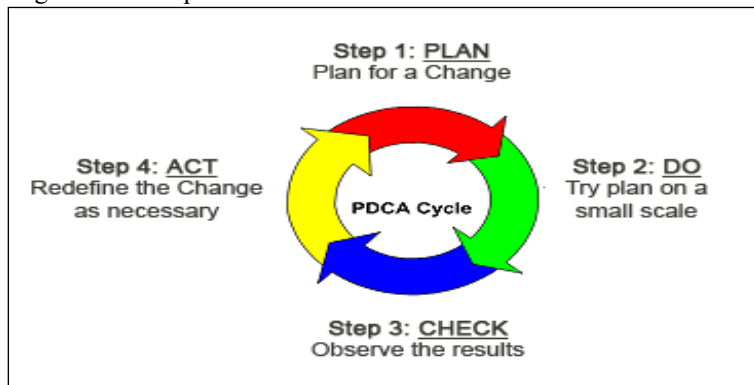 Step 1: PLAN
Plan for a Change
Step 4: ACT
Redefine the Change
as necessary
PDCA Cycle
Step 2: DO
Try plan on a
small scale
Step 3: CHECK
Observe the results